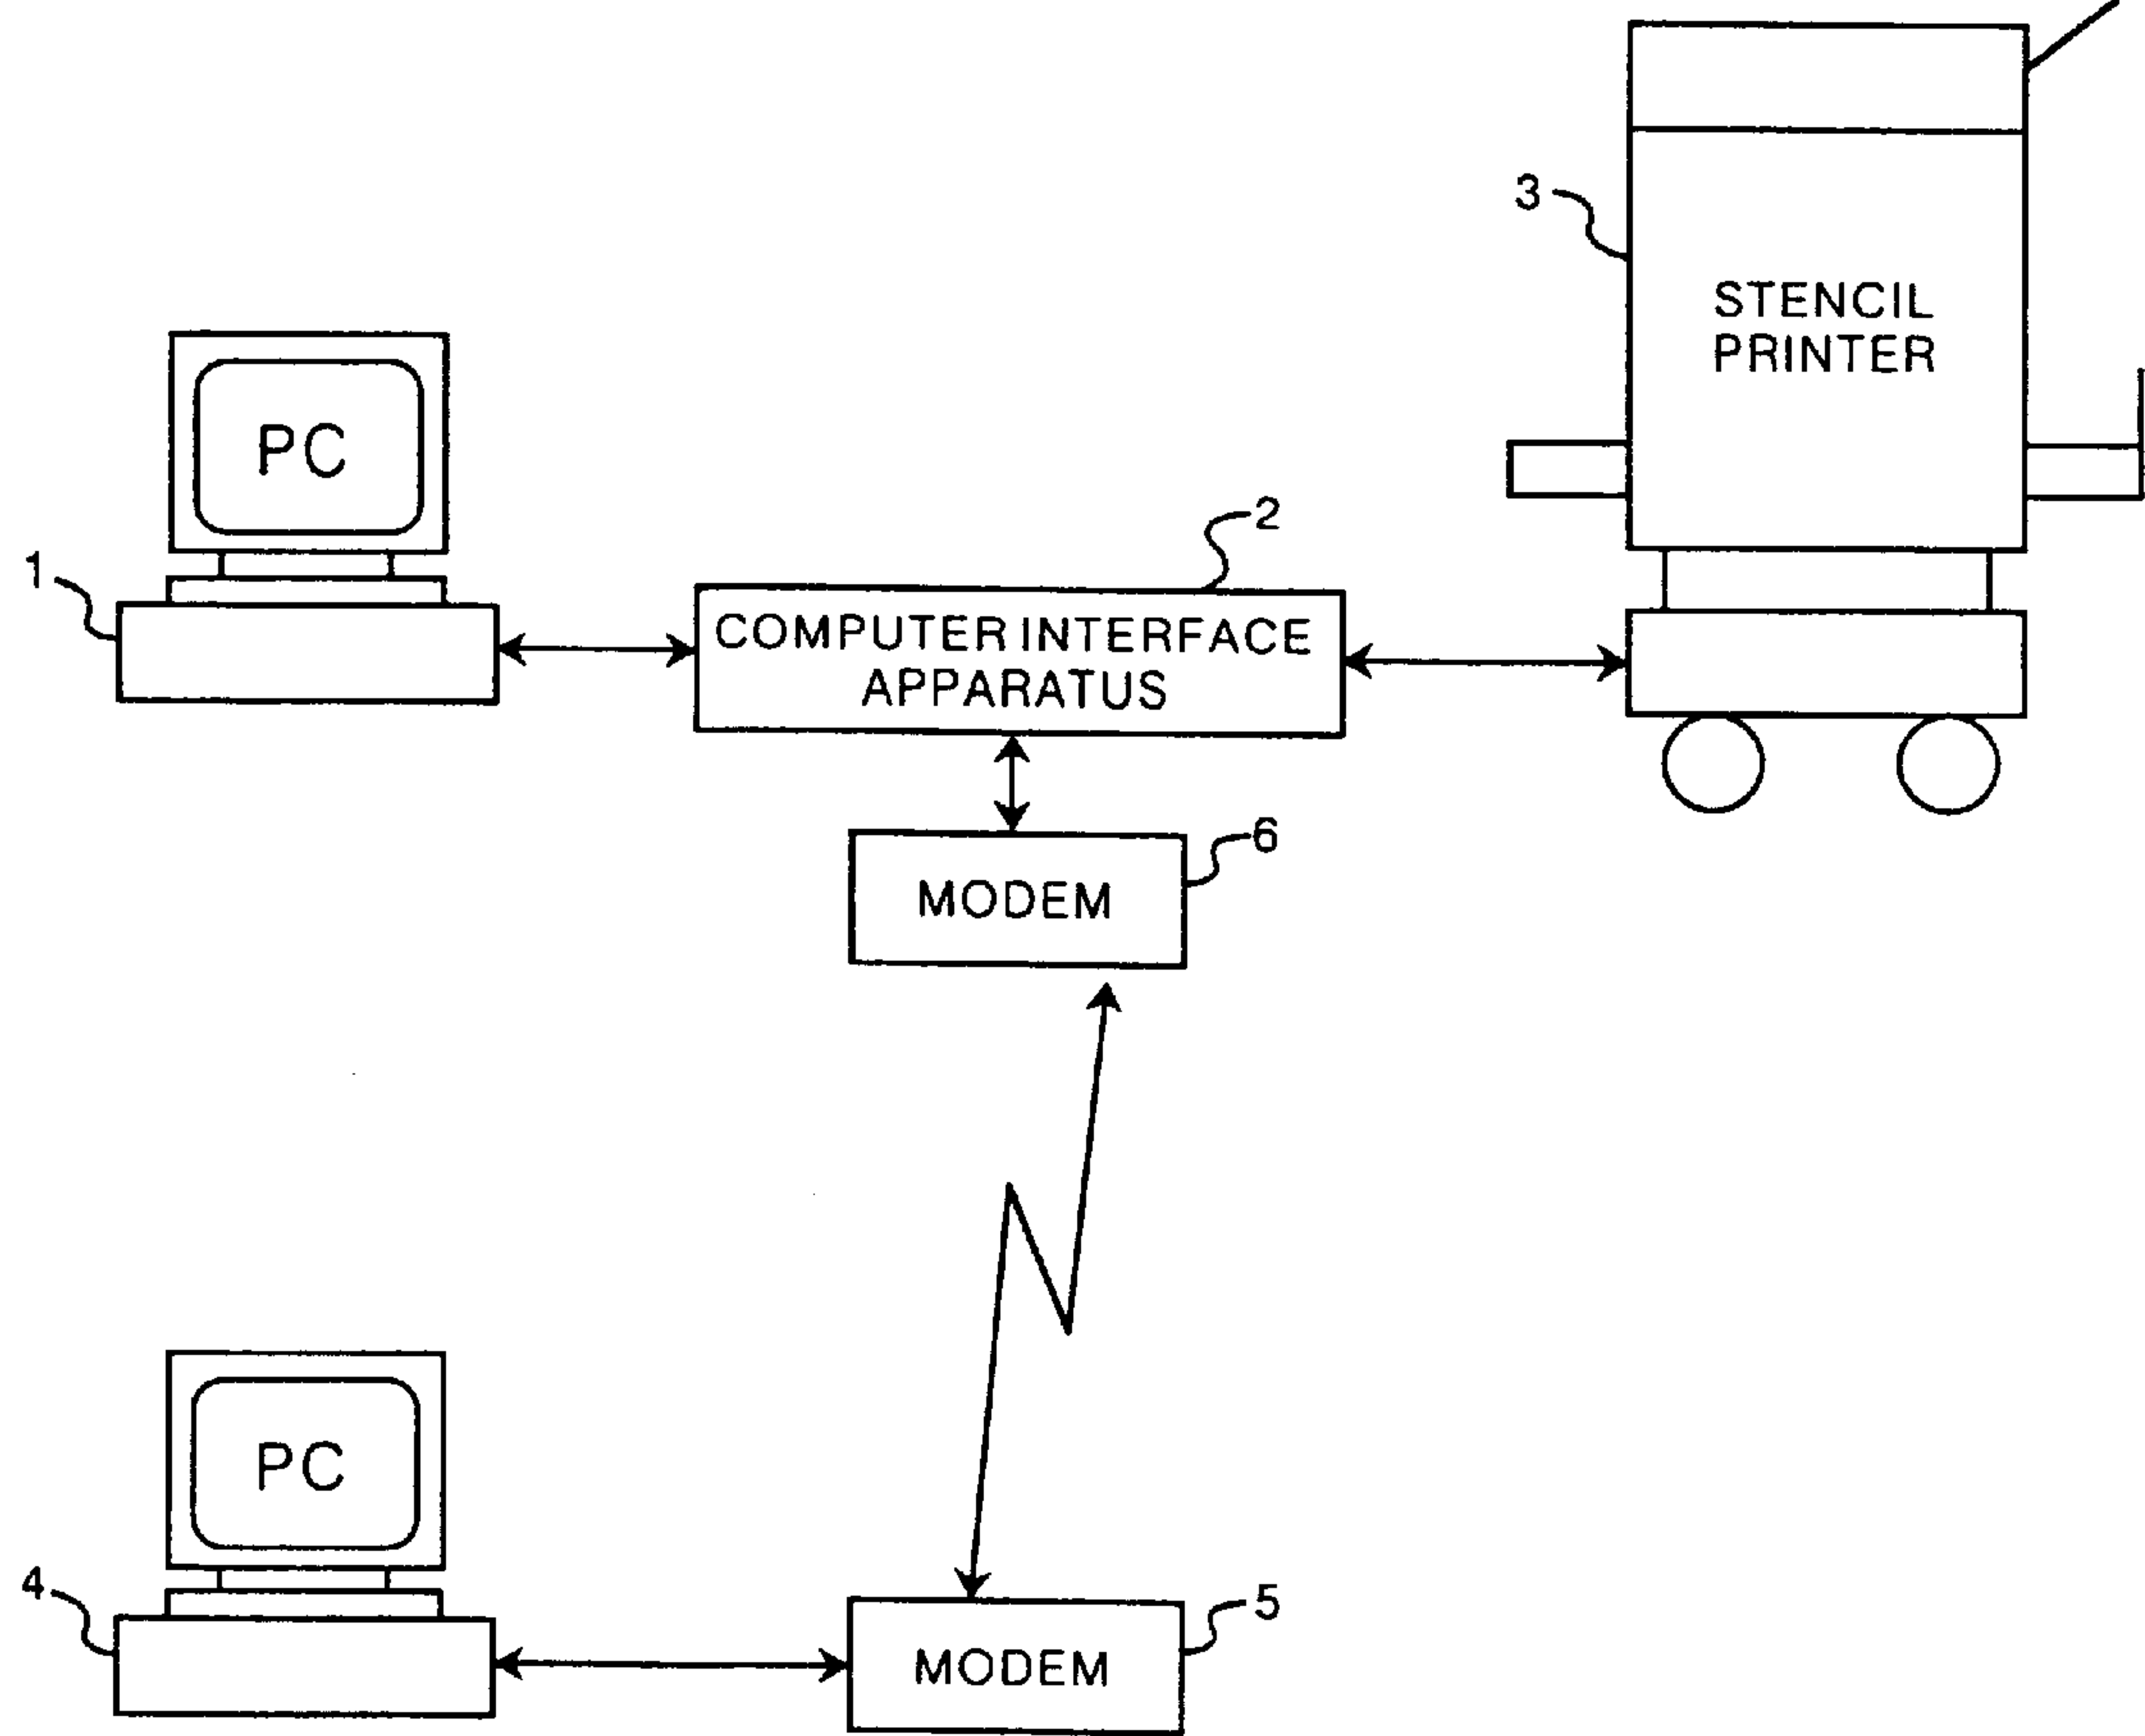 3
STENCIL
PRINTER
PC
1
2
COMPUTER INTERFACE
APPARATUS
6
MODEM
PC
4
5
MODEM